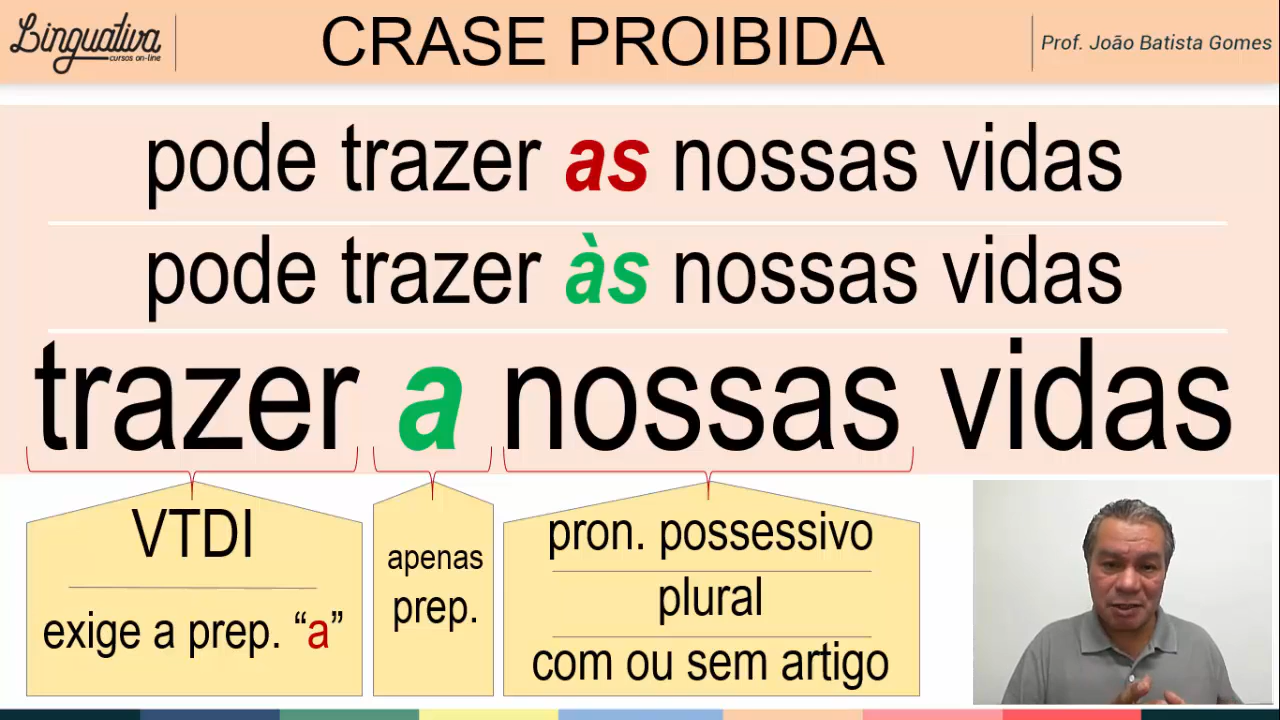 Linguativa
cursos on-line
CRASE PROIBIDA
Prof. João Batista Gomes
pode trazer as nossas vidas
pode trazer às nossas vidas
trazer a nossas vidas
VTDI
exige a prep. “a”
apenas
prep.
pron. possessivo
plural
com ou sem artigo